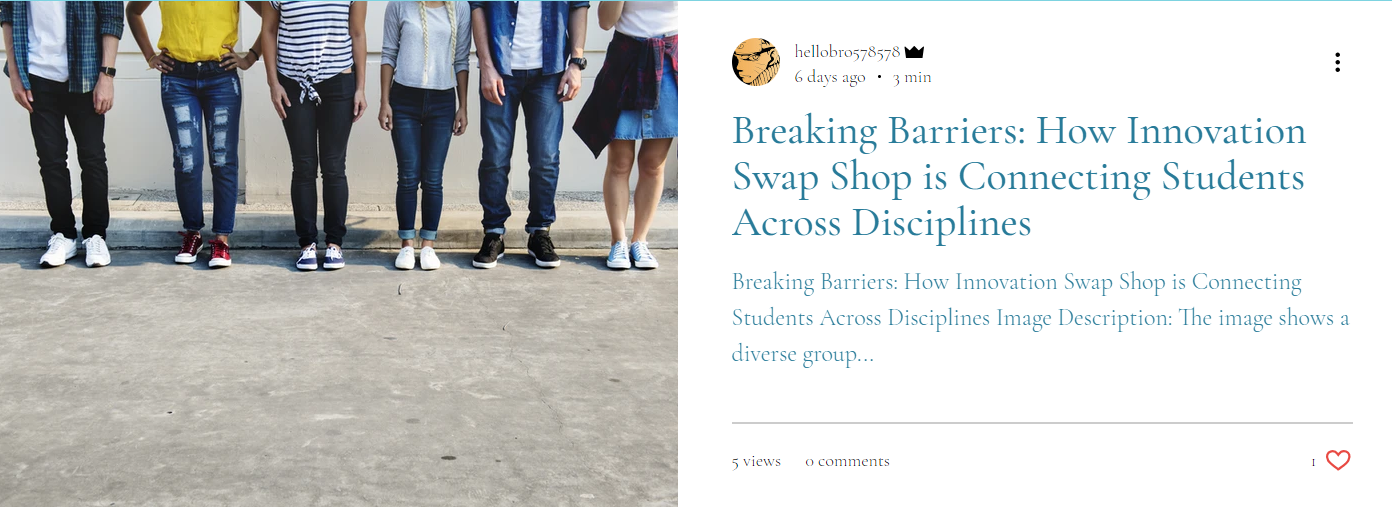 hellobro578578
6 days ago • 3 min
Breaking Barriers: How Innovation
Swap Shop is Connecting Students
Across Disciplines
Breaking Barriers: How Innovation Swap Shop is Connecting
Students Across Disciplines Image Description: The image shows a
diverse group...
5 views 0 comments 1